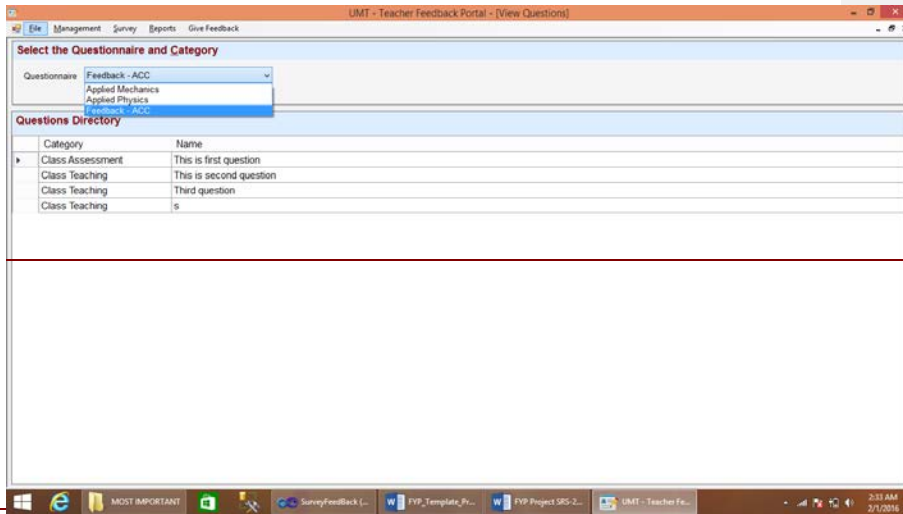 UMT - Teacher Feedback Portal - [View Questions]
File Management Survey Reports Give Feedback
Select the Questionnaire and Category
Questionnaire Feedback - ACC
Applied Mechanics
Applied Physics
Feedback - ACC
Questions Directory
Category Name
Class Assessment This is first question
Class Teaching This is second question
Class Teaching Third question
Class Teaching s
MOST IMPORTANT SurveyFeedBack (... FYP_Template_Pr... FYP Project SRS-2... UMT - Teacher Fe... 2:33 AM
2/1/2016